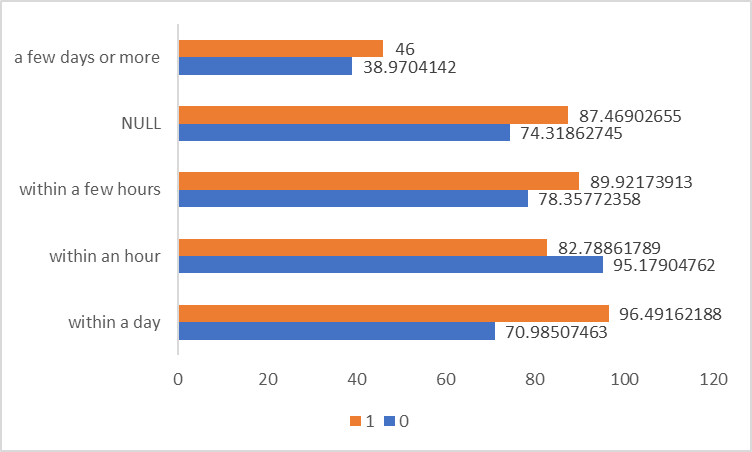 a few days or more
46
38.9704142
NULL
87.46902655
74.31862745
within a few hours
89.92173913
78.35772358
within an hour
82.78861789
95.17904762
within a day
96.49162188
70.98507463
0 20 40 60 80 100 120
1 0